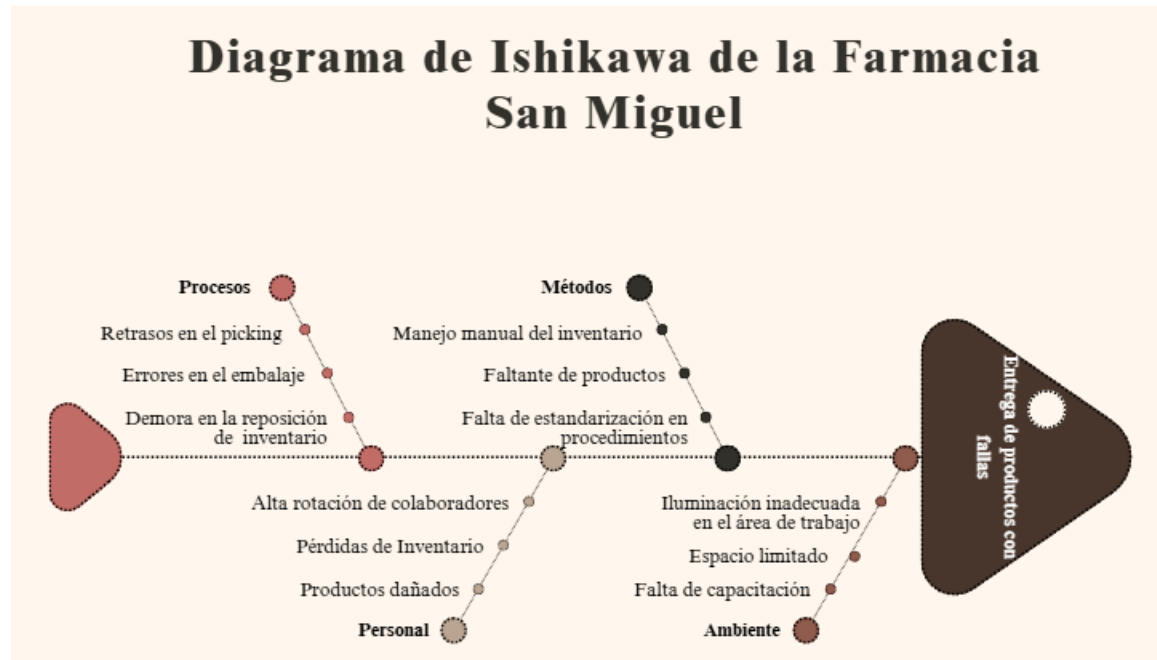 Diagrama de Ishikawa de la Farmacia
San Miguel
Procesos
Retrasos en el picking
Errores en el embalaje
Demora en la reposición
de inventario
Métodos
Manejo manual del inventario
Faltante de productos
Falta de estandarización en
procedimientos
Alta rotación de colaboradores
Pérdidas de Inventario
Productos dañados
Personal
Iluminación inadecuada
en el área de trabajo
Espacio limitado
Falta de capacitación
Ambiente
Entrega de productos con
fallas